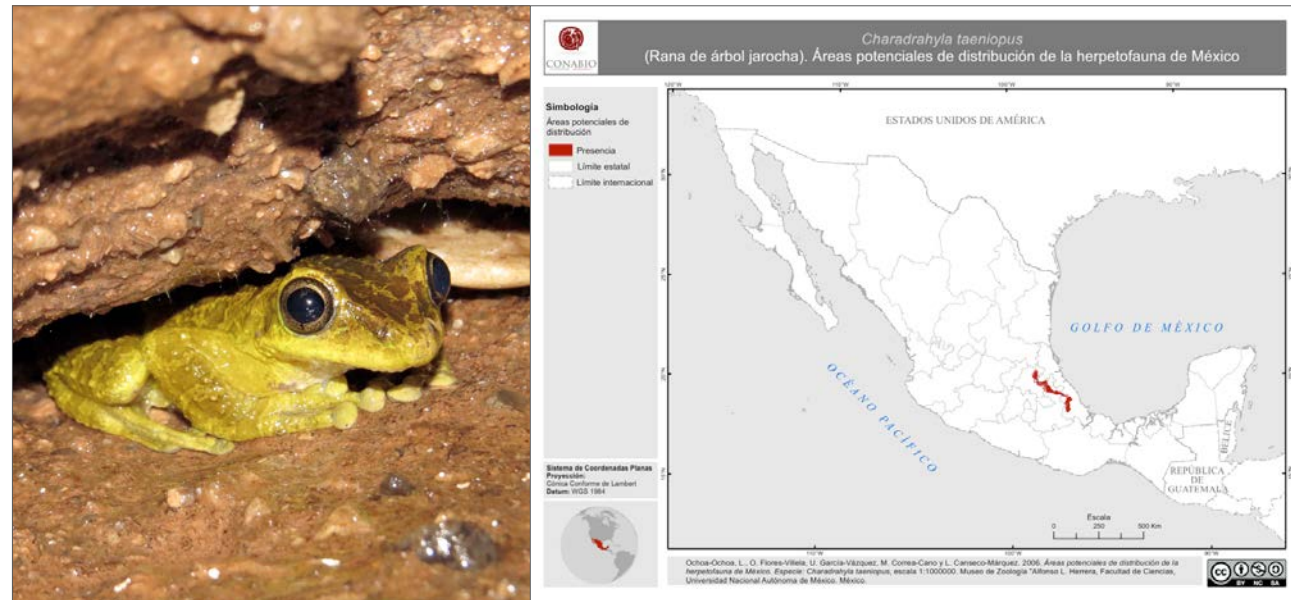 CONABIO
Charadrahyla taeniopus
(Rana de árbol jarocha). Áreas potenciales de distribución de la herpetofauna de México
Simbología
Áreas potenciales de
distribución
Presencia
Límite estatal
Límite internacional
ESTADOS UNIDOS DE AMÉRICA
GOLFO DE MÉXICO
OCÉANO PACÍFICO
BELICE
REPÚBLICA
DE
GUATEMALA
Escala
0 250 500 Km
Sistema de Coordenadas Planas
Proyección:
Cónica Conforme de Lambert
Datum: WGS 1984
Ochoa-Ochoa, L., O. Flores-Villela, U. García-Vázquez, M. Correa-Cano y L. Canseco-Márquez. 2006. Áreas potenciales de distribución de la
herpetofauna de México. Especie: Charadrahyla taeniopus, escala 1:1000000. Museo de Zoología "Alfonso L. Herrera, Facultad de Ciencias,
Universidad Nacional Autónoma de México. México.
CC BY NC SA